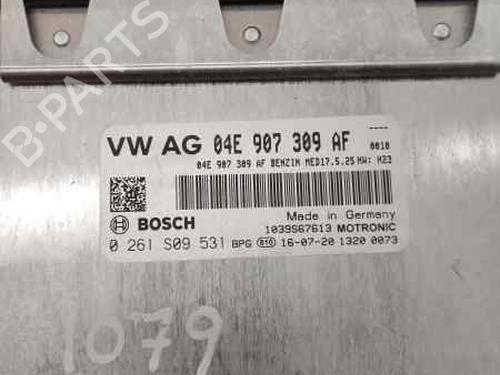 VW AG 04E 907 309 AF ----
0010
04E 907 309 AF BENZIN MED17.5.25 HW: H23
BOSCH
Made in Germany
1039S67613 MOTRONIC
0 261 S09 531 BPG 610 16-07-20 1320 0073
1079
B-Parts